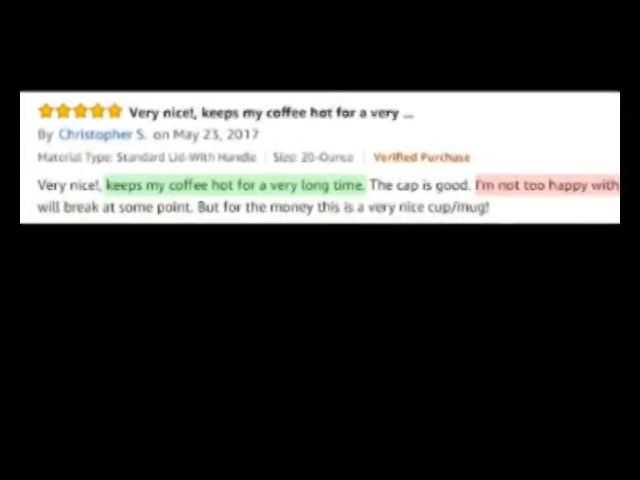 Very nice!, keeps my coffee hot for a very ...
By Christopher S. on May 23, 2017
Material Type: Standard Lid-With Handle | Size: 20-Ounce | Verified Purchase
Very nice!, keeps my coffee hot for a very long time. The cap is good. I'm not too happy with
will break at some point. But for the money this is a very nice cup/mug!